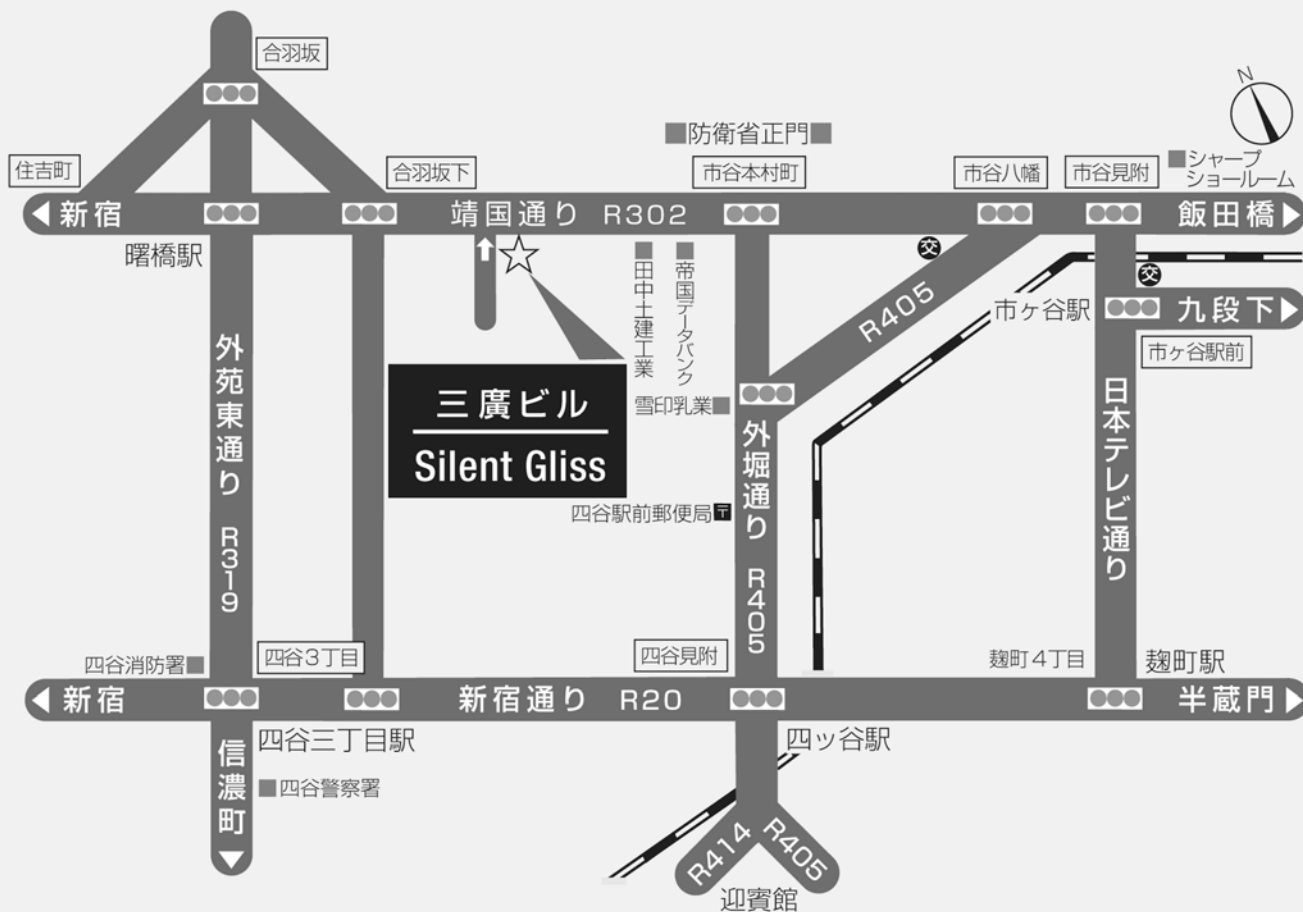 合羽坂
N
■防衛省正門■
住吉町
合羽坂下
市谷本村町
市谷八幡
市谷見附
■シャープ
ショールーム
新宿
靖国通り R302
飯田橋
曙橋駅
田中土建工業
帝国データバンク
交
R405
市ヶ谷駅
交
九段下
市ヶ谷駅前
外苑東通り R319
三廣ビル
Silent Gliss
雪印乳業■
外堀通り R405
日本テレビ通り
四谷駅前郵便局〒
四谷消防署■
四谷3丁目
四谷見附
麹町4丁目
麹町駅
新宿
新宿通り R20
半蔵門
四谷三丁目駅
四ッ谷駅
信濃町
■四谷警察署
R414
R405
迎賓館